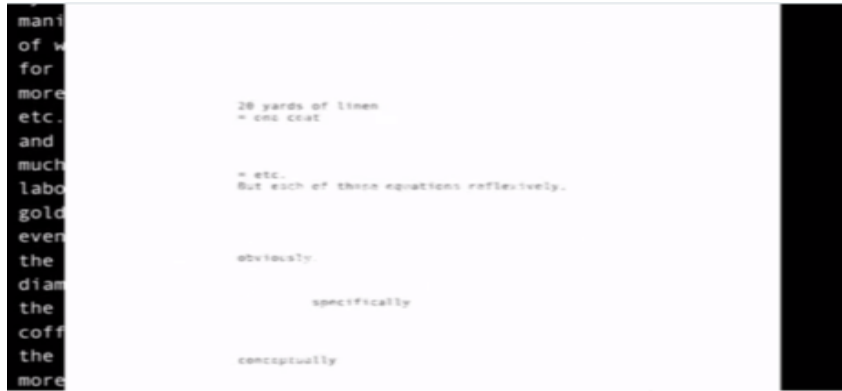 mani
of w
for
more
etc.
and
much
labo
gold
even
the
diam
the
coff
the
more
20 yards of linen
= one coat
= etc.
But each of these equations reflexively,
obviously.
specifically
conceptually